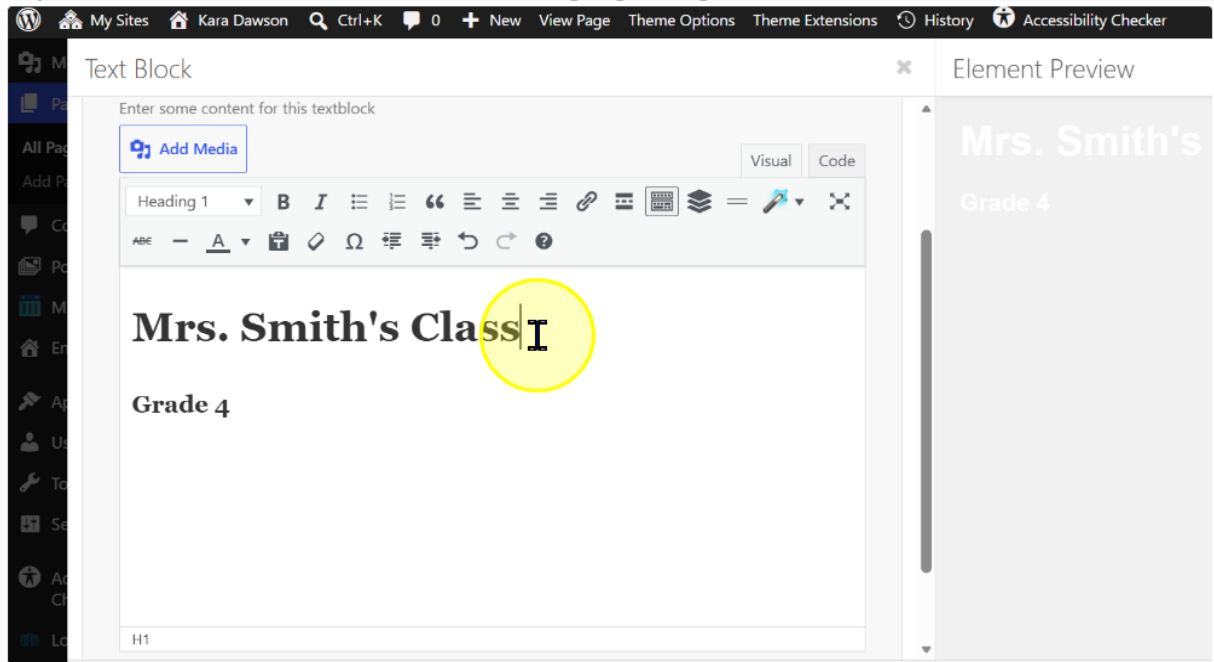 My Sites Kara Dawson Ctrl+K 0 New View Page Theme Options Theme Extensions History Accessibility Checker
Text Block
Element Preview
Enter some content for this textblock
Add Media
Visual Code
Heading 1 B I
ABC A Ω
Mrs. Smith's Class
Grade 4
H1
Mrs. Smith's
Grade 4
All Pag
Add Pa